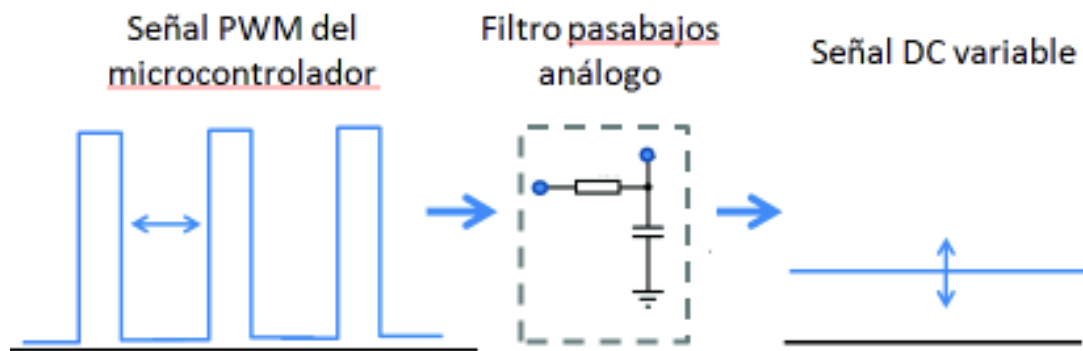 Señal PWM del
microcontrolador
Filtro pasabajos
análogo
Señal DC variable